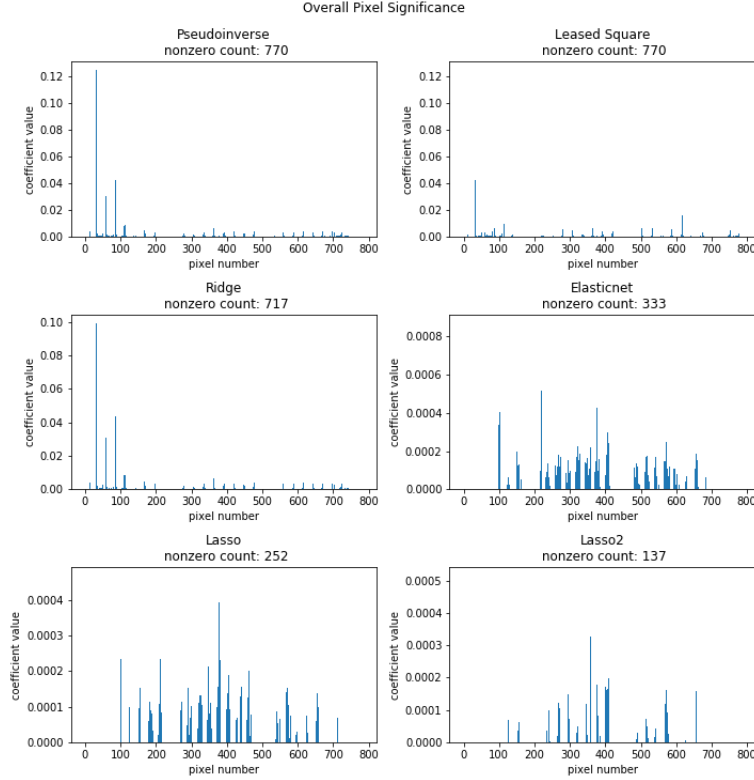 Overall Pixel Significance
Pseudoinverse
nonzero count: 770
coefficient value
0.12
0.10
0.08
0.06
0.04
0.02
0.00
0 100 200 300 400 500 600 700 800
pixel number
Leased Square
nonzero count: 770
coefficient value
0.12
0.10
0.08
0.06
0.04
0.02
0.00
0 100 200 300 400 500 600 700 800
pixel number
Ridge
nonzero count: 717
coefficient value
0.10
0.08
0.06
0.04
0.02
0.00
0 100 200 300 400 500 600 700 800
pixel number
Elasticnet
nonzero count: 333
coefficient value
0.0008
0.0006
0.0004
0.0002
0.0000
0 100 200 300 400 500 600 700 800
pixel number
Lasso
nonzero count: 252
coefficient value
0.0004
0.0003
0.0002
0.0001
0.0000
0 100 200 300 400 500 600 700 800
pixel number
Lasso2
nonzero count: 137
coefficient value
0.0005
0.0004
0.0003
0.0002
0.0001
0.0000
0 100 200 300 400 500 600 700 800
pixel number